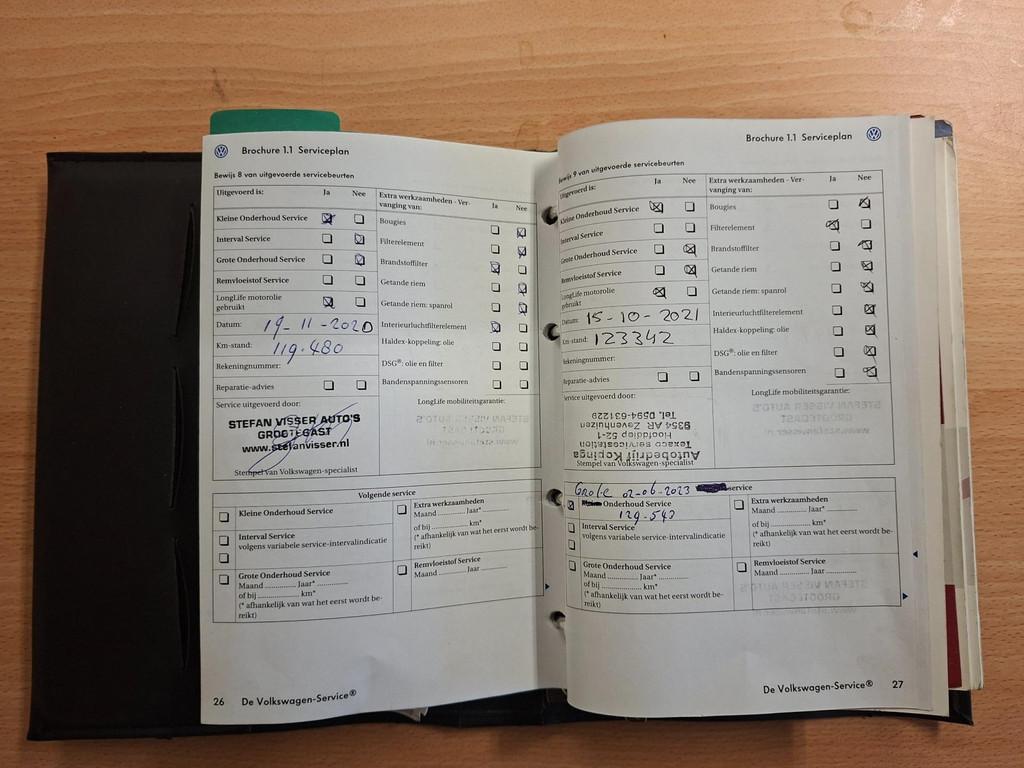 Brochure 1.1 Serviceplan
Bewijs 8 van uitgevoerde servicebeurten
Uitgevoerd is: Ja Nee
Kleine Onderhoud Service
Interval Service
Grote Onderhoud Service
Remvloeistof Service
LongLife motorolie
gebruikt
Datum: 19-11-2020
Km-stand: 119.480
Rekeningnummer:
Reparatie-advies
Service uitgevoerd door:
STEFAN VISSER AUTO'S
GROOTEGAST
www.stefanvisser.nl
Stempel van Volkswagen-specialist
Extra werkzaamheden - Ver-
vanging van: Ja Nee
Bougies
Filterelement
Brandstoffilter
Getande riem
Getande riem: spanrol
Interieurluchtfilterelement
Haldex-koppeling: olie
DSG®: olie en filter
Bandenspanningssensoren
LongLife mobiliteitsgarantie:
Volgende service
Kleine Onderhoud Service
Interval Service
volgens variabele service-intervalindicatie
Grote Onderhoud Service
Maand ............ Jaar* ............
of bij ............ km*
(* afhankelijk van wat het eerst wordt be-
reikt)
Extra werkzaamheden
Maand ............ Jaar* ............
of bij ............ km*
(* afhankelijk van wat het eerst wordt be-
reikt)
Remvloeistof Service
Maand ............ Jaar ............
26 De Volkswagen-Service®
Brochure 1.1 Serviceplan
Bewijs 9 van uitgevoerde servicebeurten
Uitgevoerd is: Ja Nee
Kleine Onderhoud Service
Interval Service
Grote Onderhoud Service
Remvloeistof Service
LongLife motorolie
gebruikt
Datum: 15-10-2021
Km-stand: 123342
Rekeningnummer:
Reparatie-advies
Service uitgevoerd door:
Autobedrijf Kopinga
Texaco servicestation
Hoofddiep 52-1
9354 AR Zevenhuizen
Tel. 0594-631229
Stempel van Volkswagen-specialist
Extra werkzaamheden - Ver-
vanging van: Ja Nee
Bougies
Filterelement
Brandstoffilter
Getande riem
Getande riem: spanrol
Interieurluchtfilterelement
Haldex-koppeling: olie
DSG®: olie en filter
Bandenspanningssensoren
LongLife mobiliteitsgarantie:
Grote 02-06-2023 service
Onderhoud Service
129.543
Interval Service
volgens variabele service-intervalindicatie
Grote Onderhoud Service
Maand ............ Jaar* ............
of bij ............ km*
(* afhankelijk van wat het eerst wordt be-
reikt)
Extra werkzaamheden
Maand ............ Jaar* ............
of bij ............ km*
(* afhankelijk van wat het eerst wordt be-
reikt)
Remvloeistof Service
Maand ............ Jaar ............
De Volkswagen-Service® 27